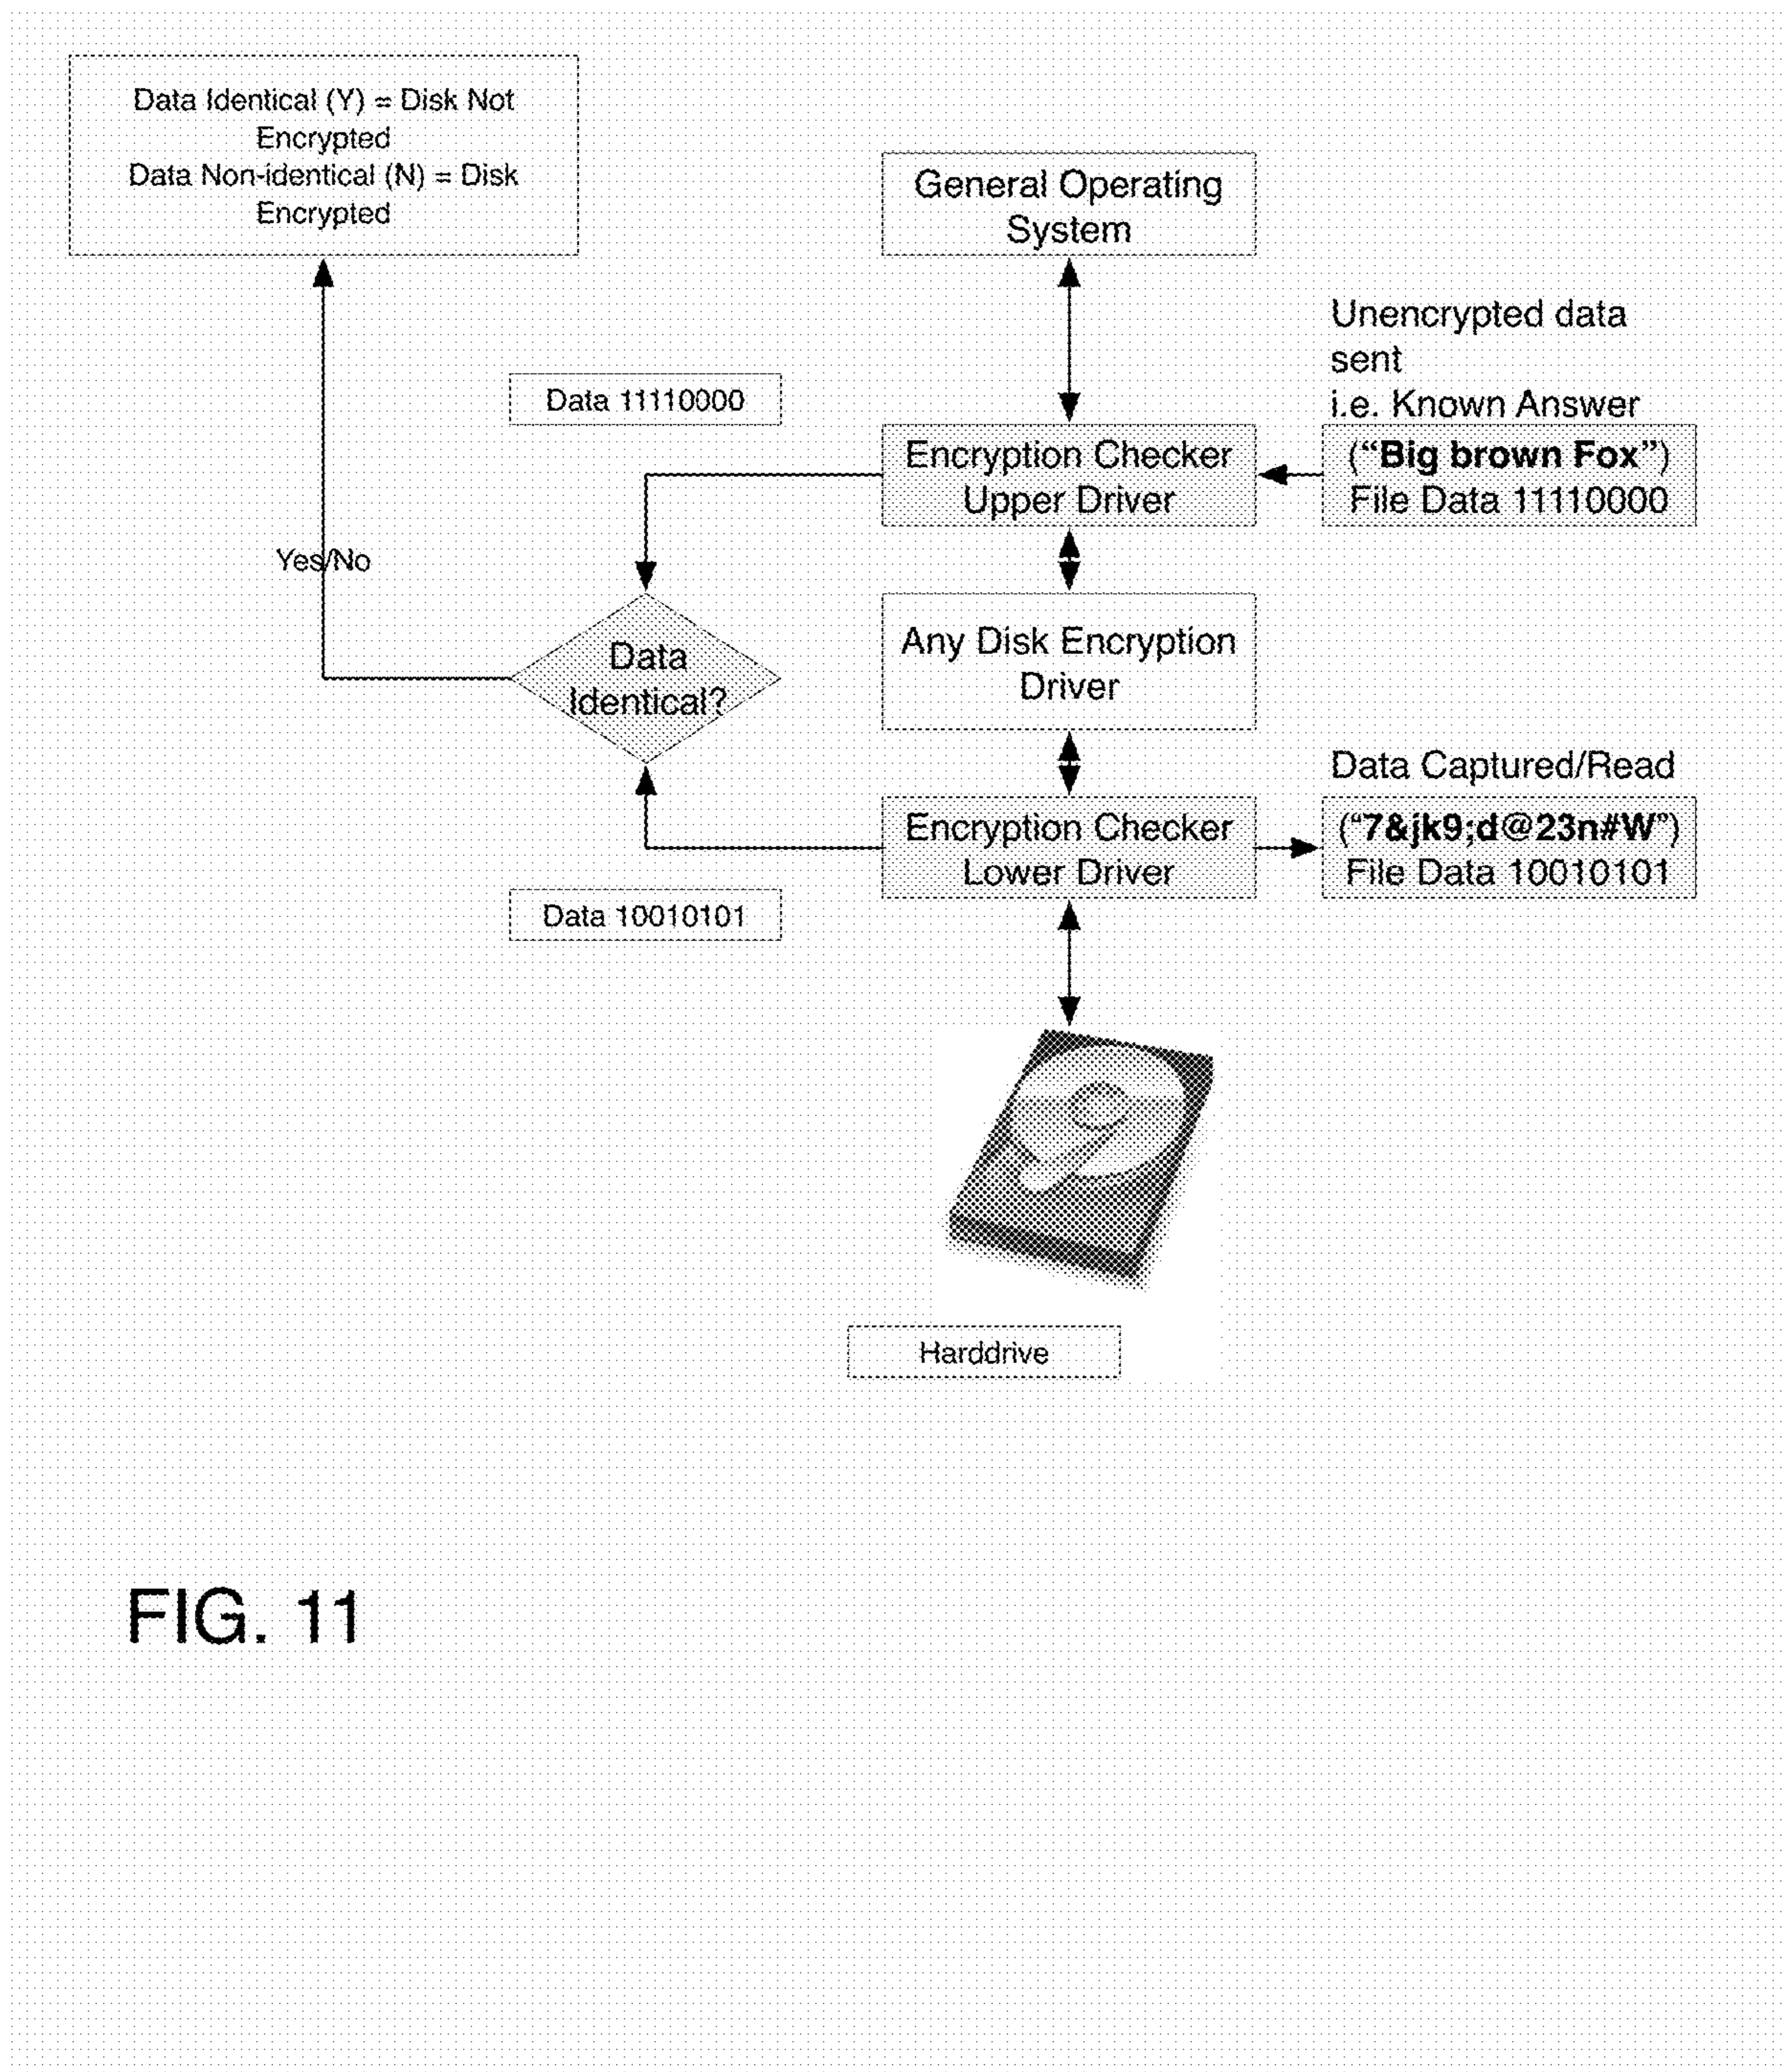 Data Identical (Y) = Disk Not
Encrypted
Data Non-identical (N) = Disk
Encrypted
General Operating
System
Unencrypted data
sent
i.e. Known Answer
Data 11110000
Encryption Checker
Upper Driver
(“Big brown Fox”)
File Data 11110000
Yes/No
Data
Identical?
Any Disk Encryption
Driver
Data Captured/Read
Encryption Checker
Lower Driver
(“7&jk9;d@23n#W”)
File Data 10010101
Data 10010101
Harddrive
FIG. 11